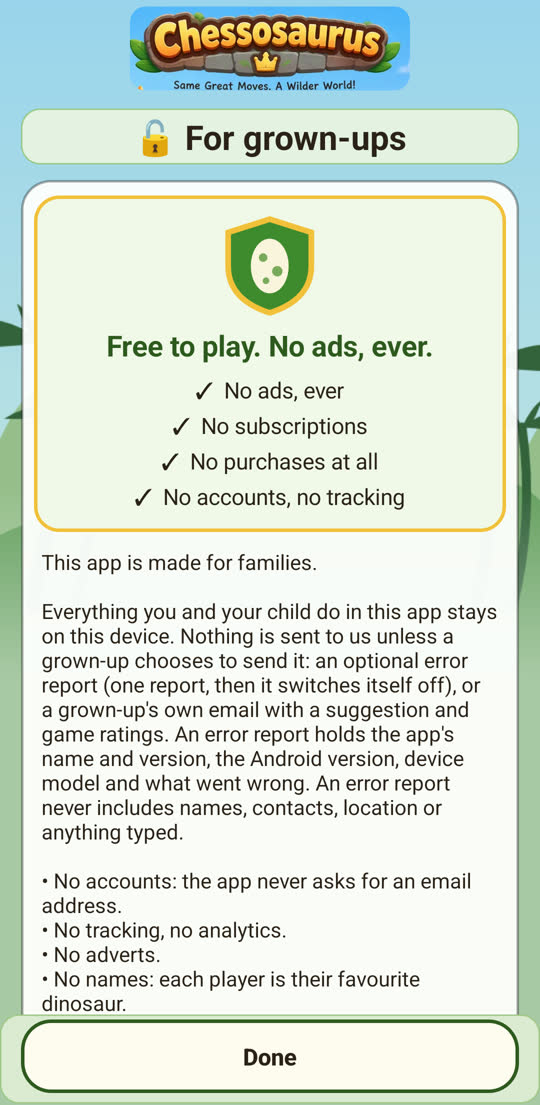 Chessosaurus
Same Great Moves. A Wilder World!
For grown-ups
Free to play. No ads, ever.
✓ No ads, ever
✓ No subscriptions
✓ No purchases at all
✓ No accounts, no tracking
This app is made for families.
Everything you and your child do in this app stays
on this device. Nothing is sent to us unless a
grown-up chooses to send it: an optional error
report (one report, then it switches itself off), or
a grown-up's own email with a suggestion and
game ratings. An error report holds the app's
name and version, the Android version, device
model and what went wrong. An error report
never includes names, contacts, location or
anything typed.
• No accounts: the app never asks for an email
address.
• No tracking, no analytics.
• No adverts.
• No names: each player is their favourite
dinosaur.
Done